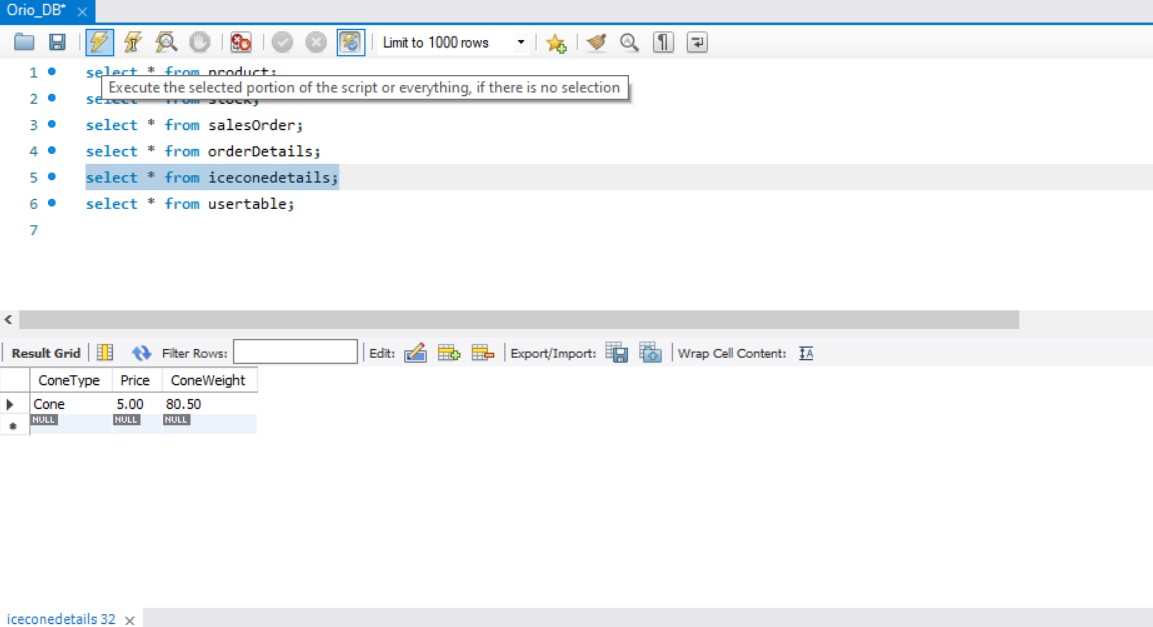 Orio_DB*
Limit to 1000 rows
1 select * from product;
Execute the selected portion of the script or everything, if there is no selection
2 select * from stock;
3 select * from salesOrder;
4 select * from orderDetails;
5 select * from iceconedetails;
6 select * from usertable;
7
Result Grid Filter Rows: Edit: Export/Import: Wrap Cell Content: IA
ConeType Price ConeWeight
Cone 5.00 80.50
NULL NULL NULL
iceconedetails 32